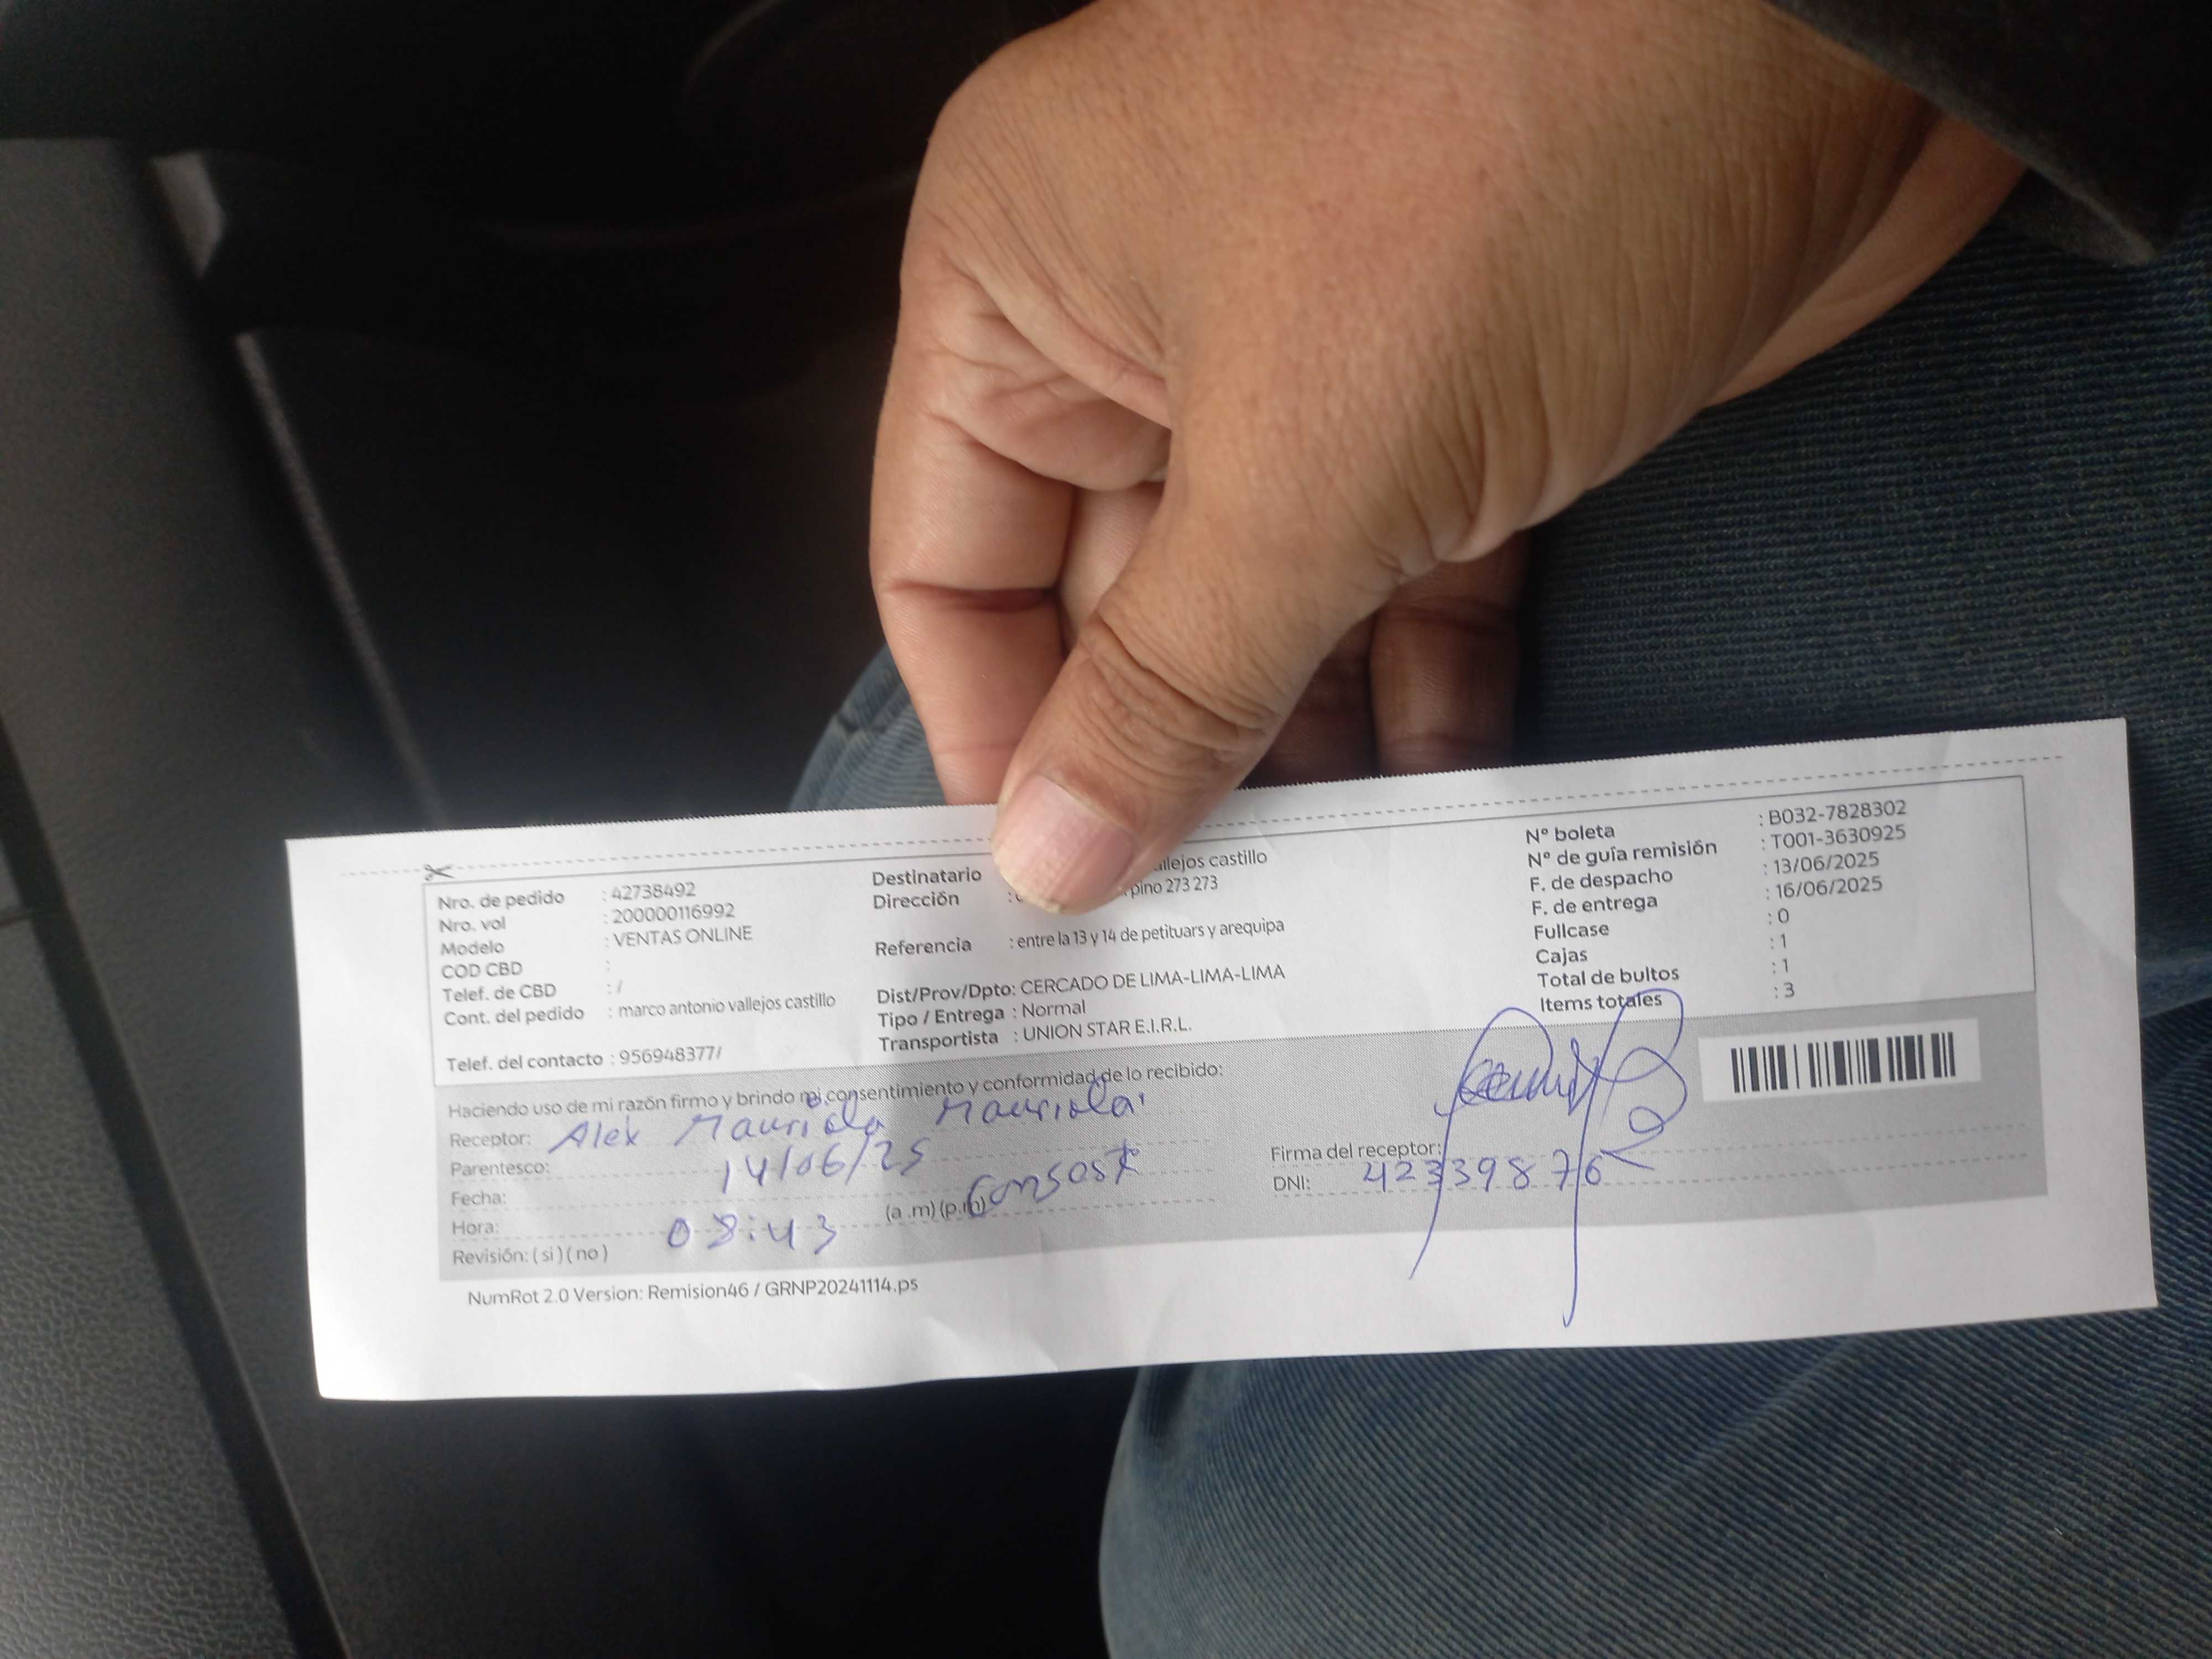 Nro. de pedido : 42738492
Nro. vol : 200000116992
Modelo : VENTAS ONLINE
COD CBD :
Telef. de CBD : /
Cont. del pedido : marco antonio vallejos castillo
Telef. del contacto : 956948377/
Destinatario allejos castillo
Dirección : pino 273 273
Referencia : entre la 13 y 14 de petituars y arequipa
Dist/Prov/Dpto: CERCADO DE LIMA-LIMA-LIMA
Tipo / Entrega : Normal
Transportista : UNION STAR E.I.R.L.
Nº boleta : B032-7828302
Nº de guía remisión : T001-3630925
F. de despacho : 13/06/2025
F. de entrega : 16/06/2025
Fullcase : 0
Cajas : 1
Total de bultos : 1
Items totales : 3
Haciendo uso de mi razón firmo y brindo mi consentimiento y conformidad de lo recibido:
Receptor: Alex Mauriola Mauriola
Parentesco:
Fecha: 14/06/25
Hora: 08:43 (a .m) (p.m)
Revisión: ( si ) ( no )
Firma del receptor:
DNI: 42339876
NumRot 2.0 Version: Remision46 / GRNP20241114.ps